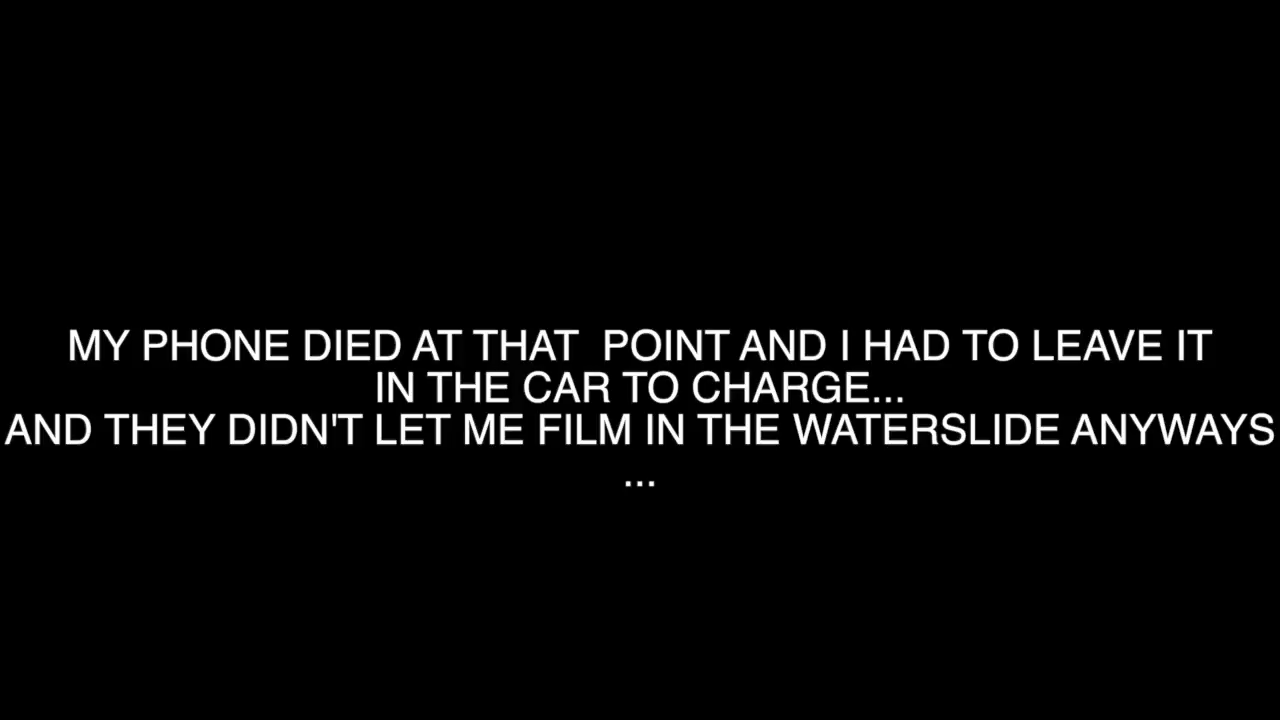 MY PHONE DIED AT THAT  POINT AND I HAD TO LEAVE IT
IN THE CAR TO CHARGE...
AND THEY DIDN'T LET ME FILM IN THE WATERSLIDE ANYWAYS
...